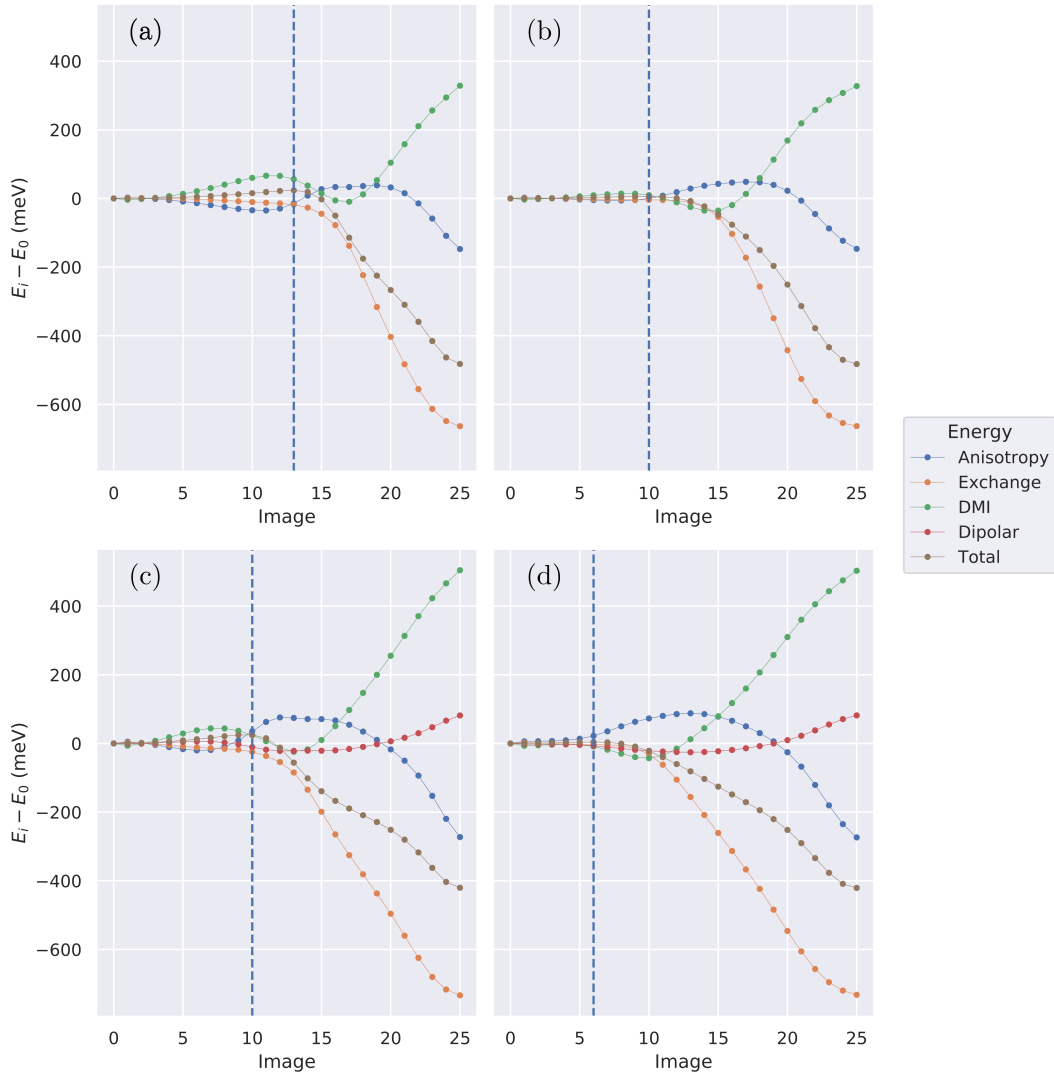 (a)
(b)
400
200
0
−200
−400
−600
E_i − E_0 (meV)
0 5 10 15 20 25
Image
0 5 10 15 20 25
Image
Energy
Anisotropy
Exchange
DMI
Dipolar
Total
(c)
(d)
400
200
0
−200
−400
−600
E_i − E_0 (meV)
0 5 10 15 20 25
Image
0 5 10 15 20 25
Image